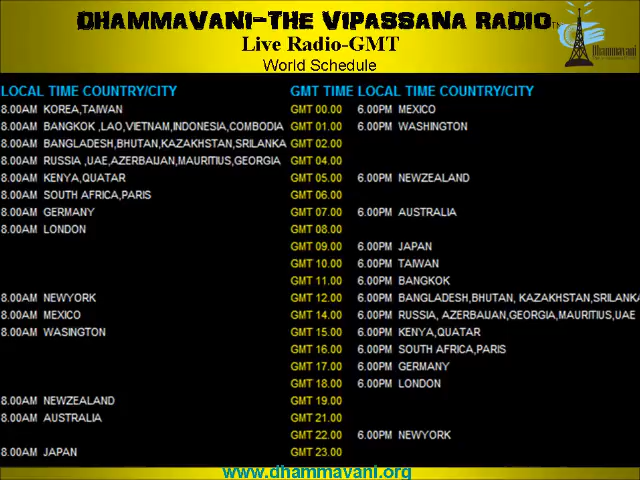 DHAMMAVANI-THE VIPASSANA RADIO TM
Live Radio-GMT
Dhammavani
World Schedule
LOCAL TIME COUNTRY/CITY GMT TIME LOCAL TIME COUNTRY/CITY
8.00AM KOREA,TAIWAN GMT 00.00 6.00PM MEXICO
8.00AM BANGKOK ,LAO,VIETNAM,INDONESIA,COMBODIA GMT 01.00 6.00PM WASHINGTON
8.00AM BANGLADESH,BHUTAN,KAZAKHSTAN,SRILANKA GMT 02.00
8.00AM RUSSIA ,UAE,AZERBAIJAN,MAURITIUS,GEORGIA GMT 04.00
8.00AM KENYA,QUATAR GMT 05.00 6.00PM NEWZEALAND
8.00AM SOUTH AFRICA,PARIS GMT 06.00
8.00AM GERMANY GMT 07.00 6.00PM AUSTRALIA
8.00AM LONDON GMT 08.00
GMT 09.00 6.00PM JAPAN
GMT 10.00 6.00PM TAIWAN
GMT 11.00 6.00PM BANGKOK
8.00AM NEWYORK GMT 12.00 6.00PM BANGLADESH,BHUTAN, KAZAKHSTAN,SRILANKA
8.00AM MEXICO GMT 14.00 6.00PM RUSSIA, AZERBAIJAN,GEORGIA,MAURITIUS,UAE
8.00AM WASINGTON GMT 15.00 6.00PM KENYA,QUATAR
GMT 16.00 6.00PM SOUTH AFRICA,PARIS
GMT 17.00 6.00PM GERMANY
GMT 18.00 6.00PM LONDON
8.00AM NEWZEALAND GMT 19.00
8.00AM AUSTRALIA GMT 21.00
GMT 22.00 6.00PM NEWYORK
8.00AM JAPAN GMT 23.00
www.dhammavani.org